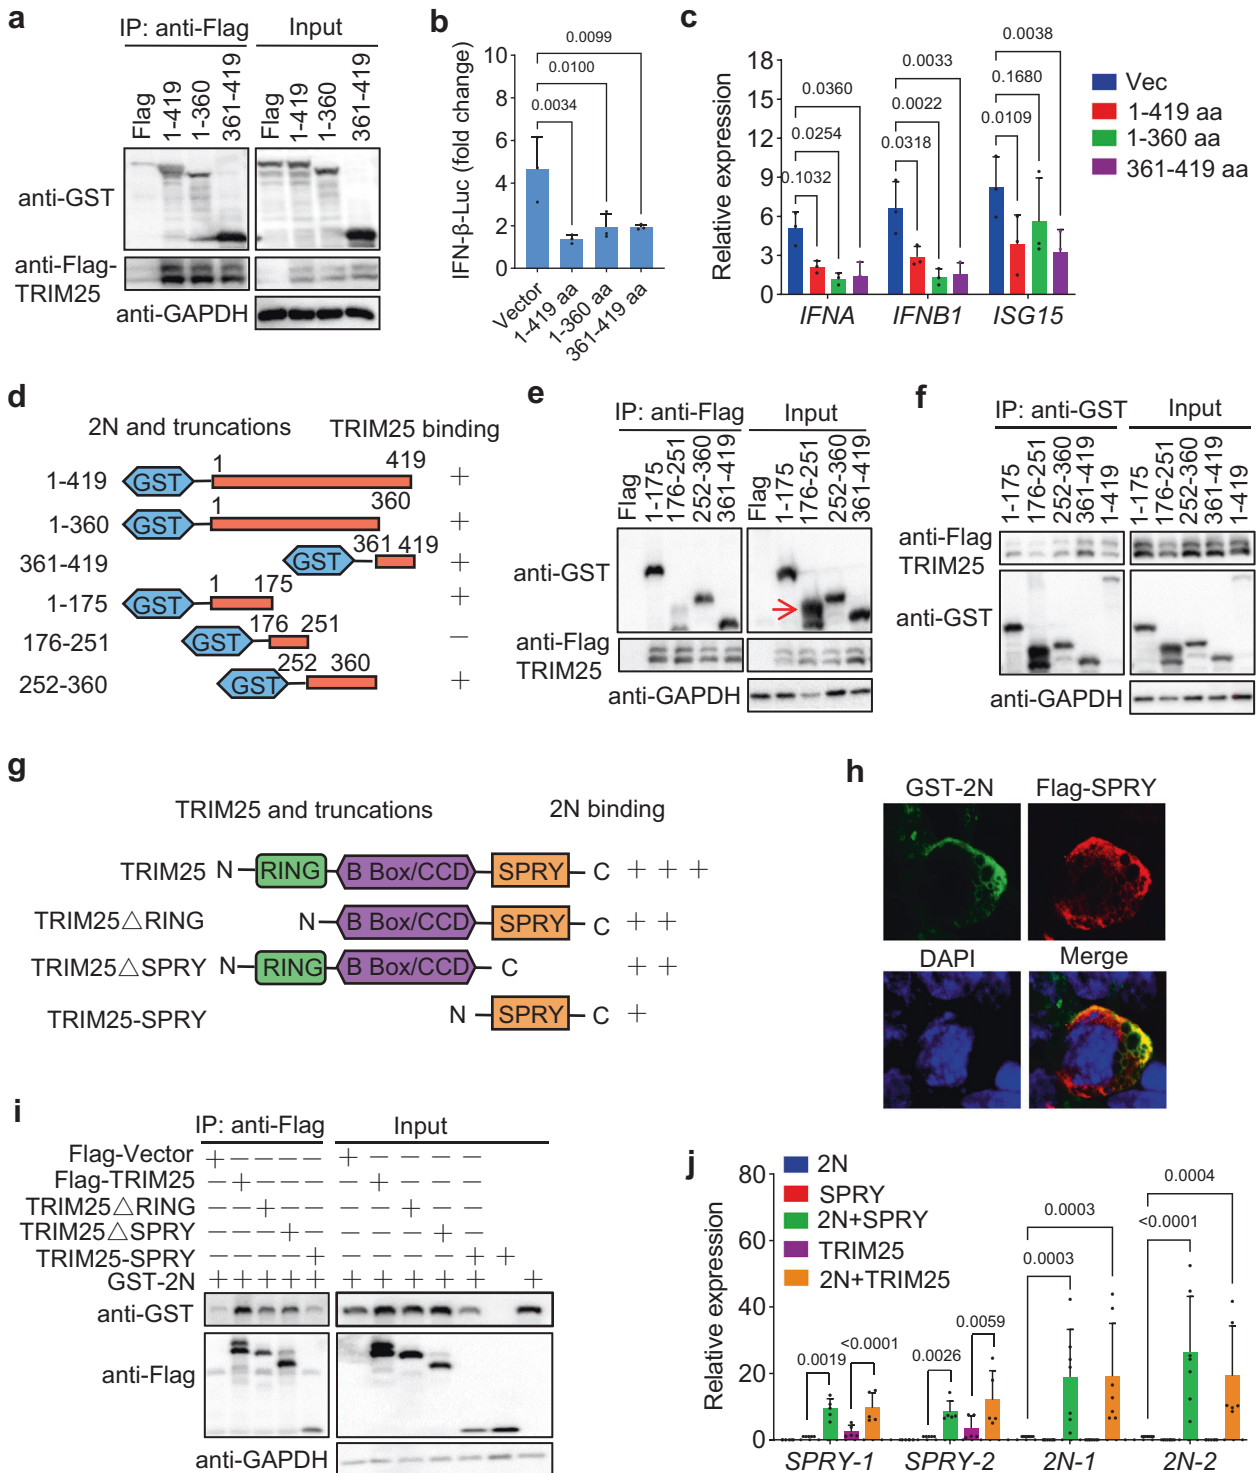 a
IP: anti-Flag
Input
Flag
1-419
1-360
361-419
Flag
1-419
1-360
361-419
anti-GST
anti-Flag-
TRIM25
anti-GAPDH
b
IFN-β-Luc (fold change)
10
8
6
4
2
0
0.0099
0.0100
0.0034
Vector
1-419 aa
1-360 aa
361-419 aa
c
Relative expression
18
15
12
9
6
3
0
0.0360
0.0254
0.1032
0.0033
0.0022
0.0318
0.0038
0.1680
0.0109
IFNA
IFNB1
ISG15
Vec
1-419 aa
1-360 aa
361-419 aa
d
2N and truncations
TRIM25 binding
1-419 GST 1 419 +
1-360 GST 1 360 +
361-419 GST 361 419 +
1-175 GST 1 175 +
176-251 GST 176 251 −
252-360 GST 252 360 +
e
IP: anti-Flag
Input
Flag
1-175
176-251
252-360
361-419
Flag
1-175
176-251
252-360
361-419
anti-GST
anti-Flag
TRIM25
anti-GAPDH
f
IP: anti-GST
Input
1-175
176-251
252-360
361-419
1-419
1-175
176-251
252-360
361-419
1-419
anti-Flag
TRIM25
anti-GST
anti-GAPDH
g
TRIM25 and truncations
2N binding
TRIM25 N RING B Box/CCD SPRY C + + +
TRIM25△RING N B Box/CCD SPRY C + +
TRIM25△SPRY N RING B Box/CCD C + +
TRIM25-SPRY N SPRY C +
h
GST-2N
Flag-SPRY
DAPI
Merge
i
IP: anti-Flag
Input
Flag-Vector + − − − − + − − − − −
Flag-TRIM25 − + − − − − + − − − −
TRIM25△RING − − + − − − − + − − −
TRIM25△SPRY − − − + − − − − + − −
TRIM25-SPRY − − − − + − − − − + +
GST-2N + + + + + + + + + + +
anti-GST
anti-Flag
anti-GAPDH
j
Relative expression
80
60
40
20
0
2N
SPRY
2N+SPRY
TRIM25
2N+TRIM25
0.0019
<0.0001
0.0026
0.0059
0.0003
0.0003
<0.0001
0.0004
SPRY-1
SPRY-2
2N-1
2N-2